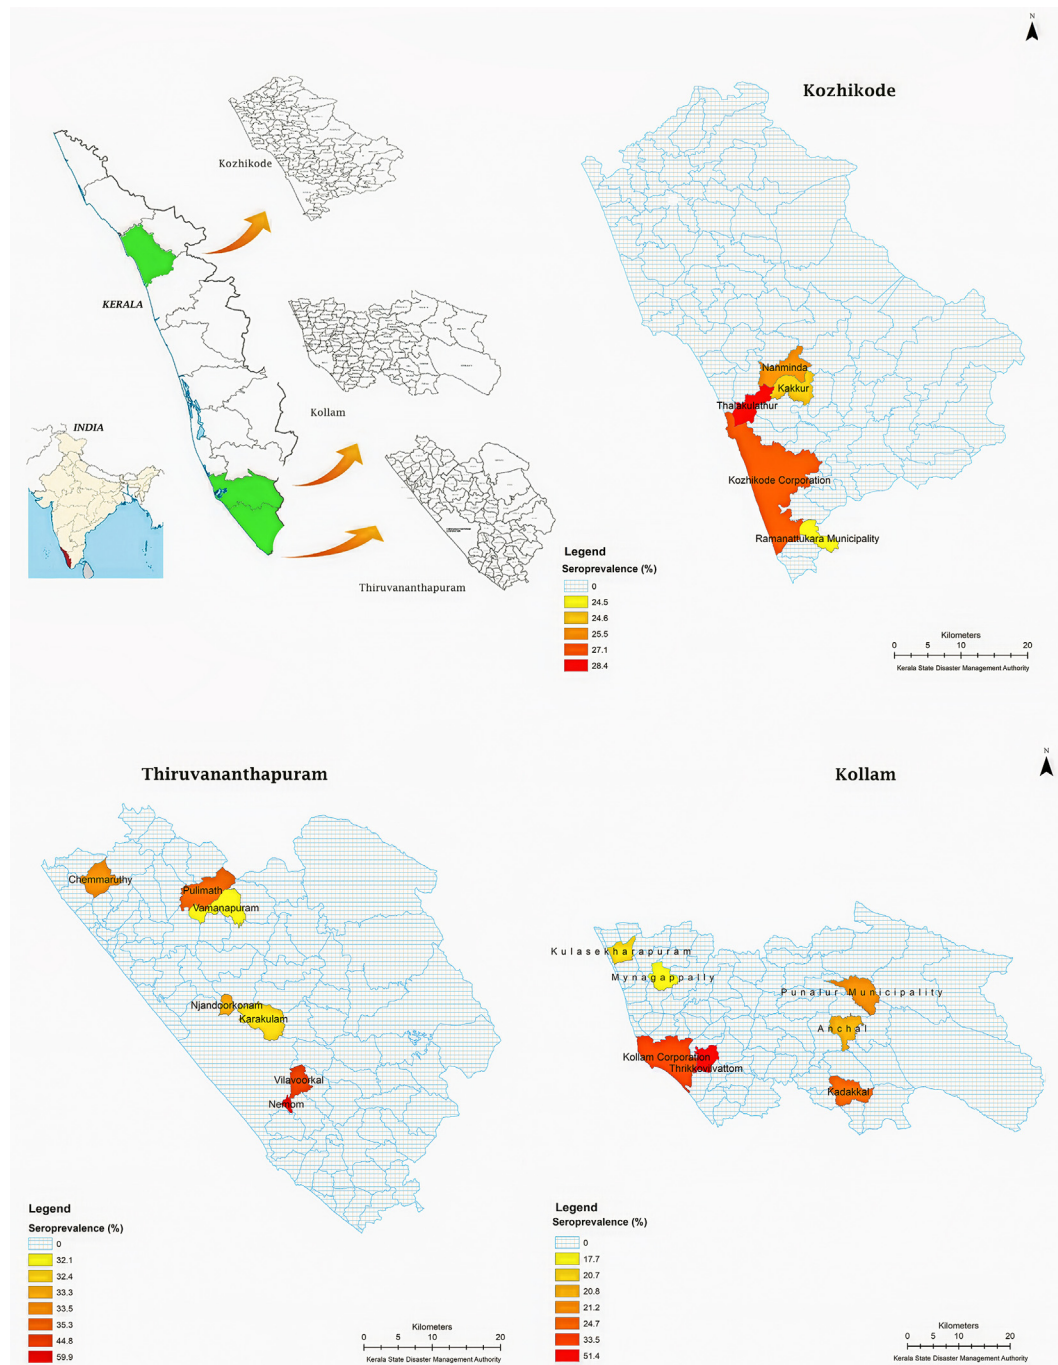 N
Kozhikode
Kozhikode
KERALA
Kollam
INDIA
Thiruvananthapuram
Nanminda
Kakkur
Thalakulathur
Kozhikode Corporation
Ramanattukara Municipality
Legend
Seroprevalence (%)
0
24.5
24.6
25.5
27.1
28.4
Kilometers
0 5 10 20
Kerala State Disaster Management Authority
Thiruvananthapuram
Chemmaruthy
Pulimath
Vamanapuram
Njandoorkonam
Karakulam
Vilavoorkal
Nemom
Legend
Seroprevalence (%)
0
32.1
32.4
33.3
33.5
35.3
44.8
59.9
Kilometers
0 5 10 20
Kerala State Disaster Management Authority
N
Kollam
Kulasekharapuram
Mynagappally
Punalur Municipality
Anchal
Kollam Corporation
Thrikkovilvattom
Kadakkal
Legend
Seroprevalence (%)
0
17.7
20.7
20.8
21.2
24.7
33.5
51.4
Kilometers
0 5 10 20
Kerala State Disaster Management Authority